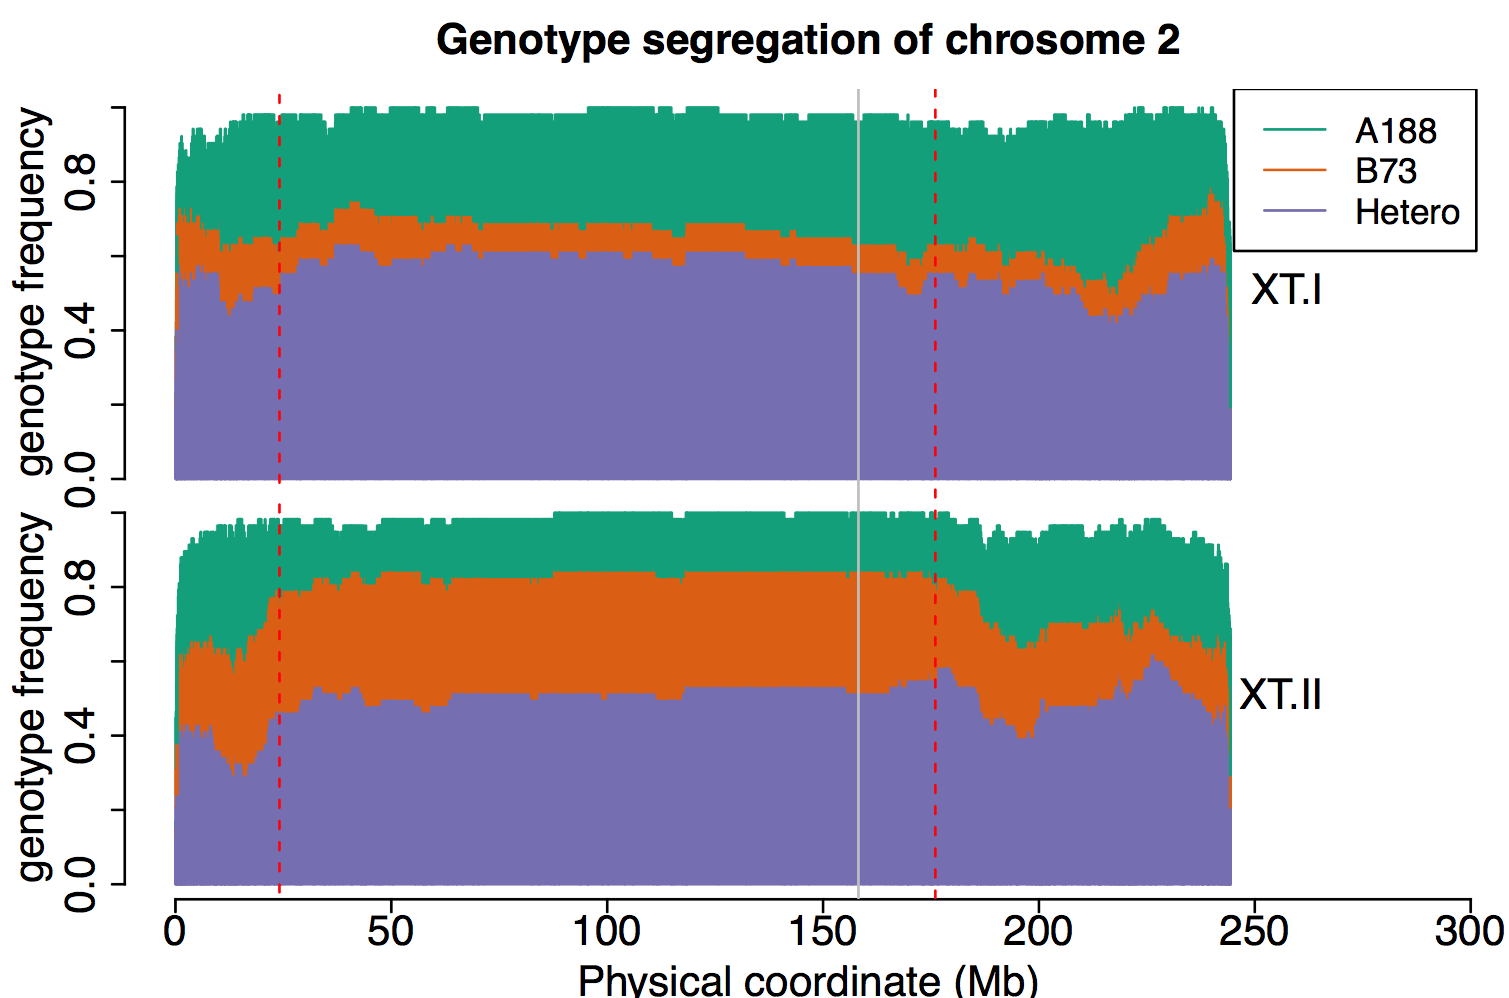 Genotype segregation of chrosome 2
genotype frequency
0.0 0.4 0.8
A188
B73
Hetero
XT.I
genotype frequency
0.0 0.4 0.8
XT.II
0 50 100 150 200 250 300
Physical coordinate (Mb)